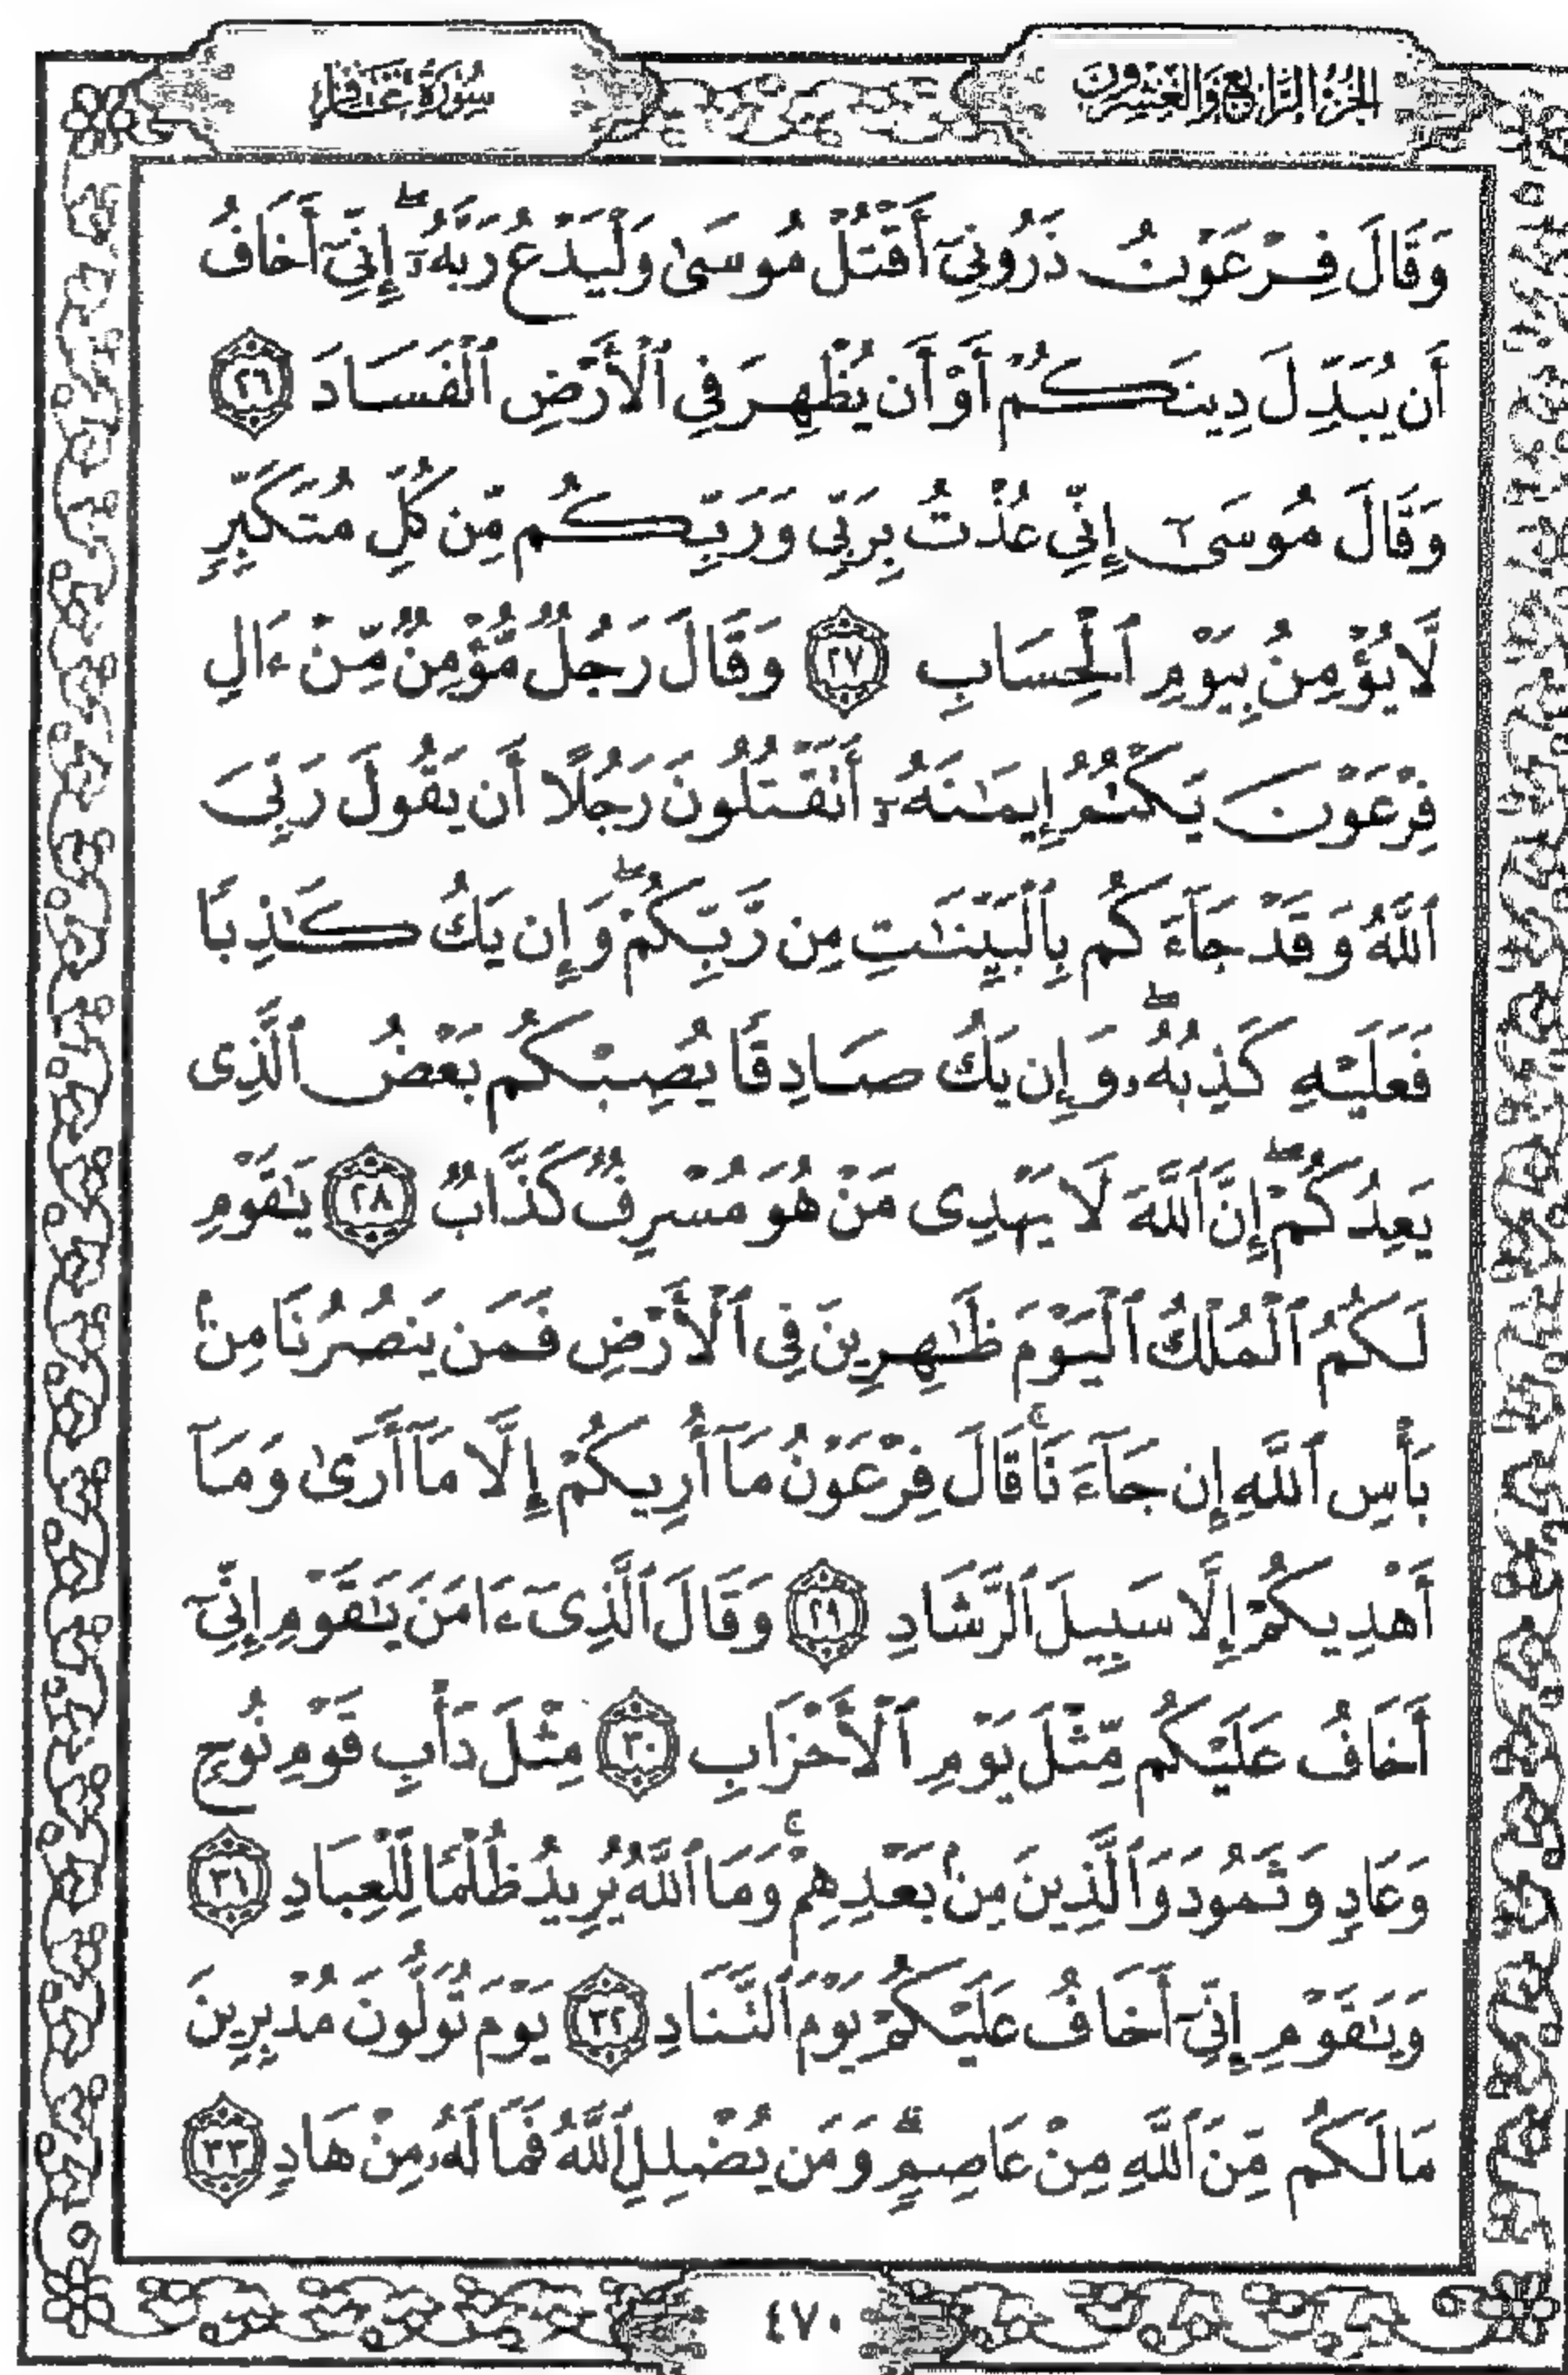 الجزء الرابع والعشرون
سورة غافر
وَقَالَ فِرْعَوْنُ ذَرُونِىٓ أَقْتُلْ مُوسَىٰ وَلْيَدْعُ رَبَّهُۥٓ ۖ إِنِّىٓ أَخَافُ
أَن يُبَدِّلَ دِينَكُمْ أَوْ أَن يُظْهِرَ فِى ٱلْأَرْضِ ٱلْفَسَادَ ٢٦
وَقَالَ مُوسَىٰٓ إِنِّى عُذْتُ بِرَبِّى وَرَبِّكُم مِّن كُلِّ مُتَكَبِّرٍ
لَّا يُؤْمِنُ بِيَوْمِ ٱلْحِسَابِ ٢٧ وَقَالَ رَجُلٌ مُّؤْمِنٌ مِّنْ ءَالِ
فِرْعَوْنَ يَكْتُمُ إِيمَٰنَهُۥٓ أَتَقْتُلُونَ رَجُلًا أَن يَقُولَ رَبِّىَ
ٱللَّهُ وَقَدْ جَآءَكُم بِٱلْبَيِّنَٰتِ مِن رَّبِّكُمْ ۖ وَإِن يَكُ كَٰذِبًا
فَعَلَيْهِ كَذِبُهُۥ ۖ وَإِن يَكُ صَادِقًا يُصِبْكُم بَعْضُ ٱلَّذِى
يَعِدُكُمْ ۖ إِنَّ ٱللَّهَ لَا يَهْدِى مَنْ هُوَ مُسْرِفٌ كَذَّابٌ ٢٨ يَٰقَوْمِ
لَكُمُ ٱلْمُلْكُ ٱلْيَوْمَ ظَٰهِرِينَ فِى ٱلْأَرْضِ فَمَن يَنصُرُنَا مِنۢ
بَأْسِ ٱللَّهِ إِن جَآءَنَا ۚ قَالَ فِرْعَوْنُ مَآ أُرِيكُمْ إِلَّا مَآ أَرَىٰ وَمَآ
أَهْدِيكُمْ إِلَّا سَبِيلَ ٱلرَّشَادِ ٢٩ وَقَالَ ٱلَّذِىٓ ءَامَنَ يَٰقَوْمِ إِنِّىٓ
أَخَافُ عَلَيْكُم مِّثْلَ يَوْمِ ٱلْأَحْزَابِ ٣٠ مِثْلَ دَأْبِ قَوْمِ نُوحٍ
وَعَادٍ وَثَمُودَ وَٱلَّذِينَ مِنۢ بَعْدِهِمْ ۚ وَمَا ٱللَّهُ يُرِيدُ ظُلْمًا لِّلْعِبَادِ ٣١
وَيَٰقَوْمِ إِنِّىٓ أَخَافُ عَلَيْكُمْ يَوْمَ ٱلتَّنَادِ ٣٢ يَوْمَ تُوَلُّونَ مُدْبِرِينَ
مَا لَكُم مِّنَ ٱللَّهِ مِنْ عَاصِمٍ ۗ وَمَن يُضْلِلِ ٱللَّهُ فَمَا لَهُۥ مِنْ هَادٍ ٣٣
٤٧٠